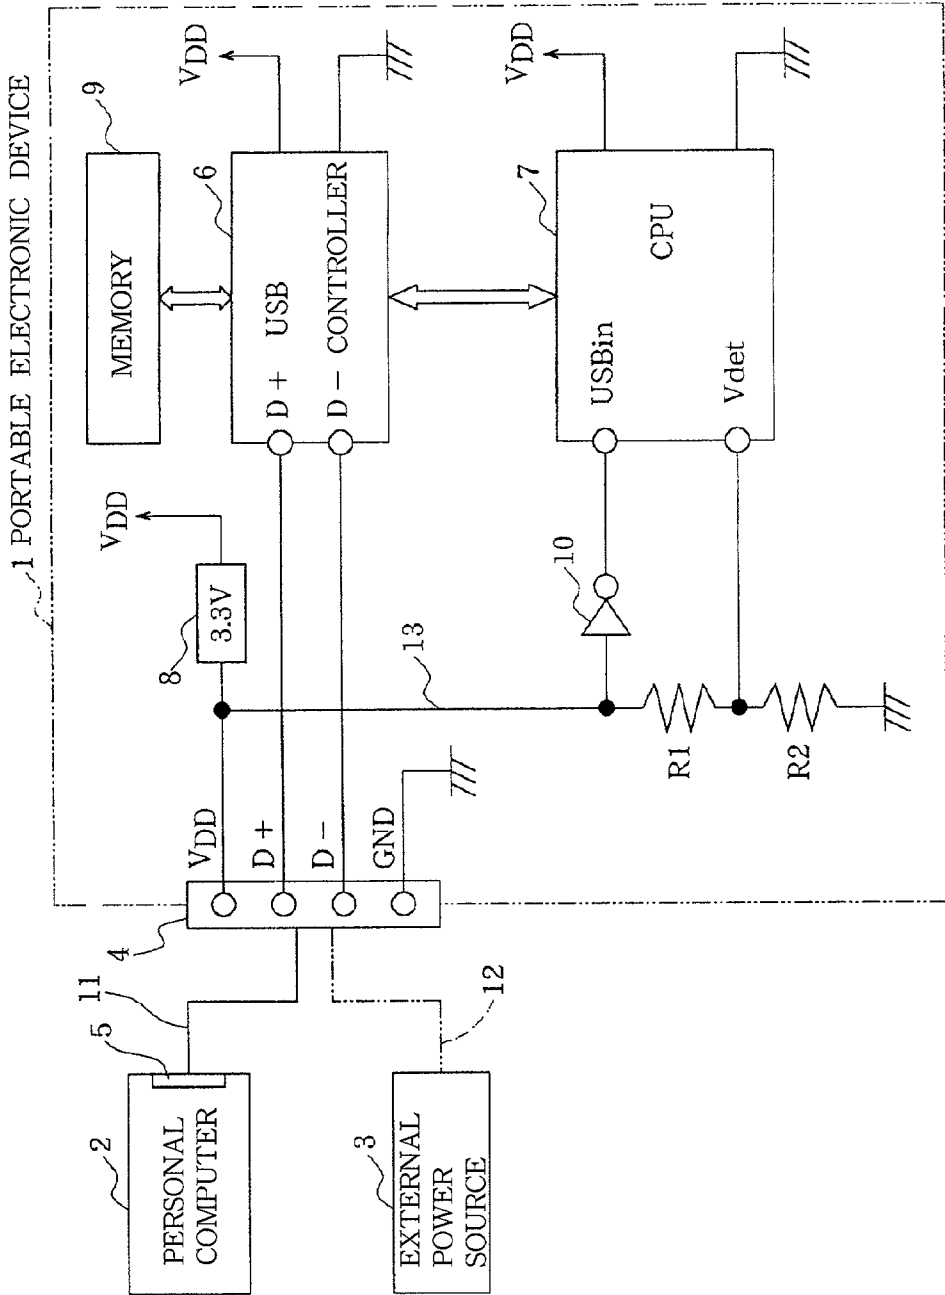 1 PORTABLE ELECTRONIC DEVICE
9
MEMORY
VDD
6
D+ USB
D- CONTROLLER
VDD
7
CPU
USBin
Vdet
VDD
8
3.3V
10
13
R1
R2
VDD
D+
D-
GND
4
11
12
5
2
PERSONAL
COMPUTER
3
EXTERNAL
POWER
SOURCE